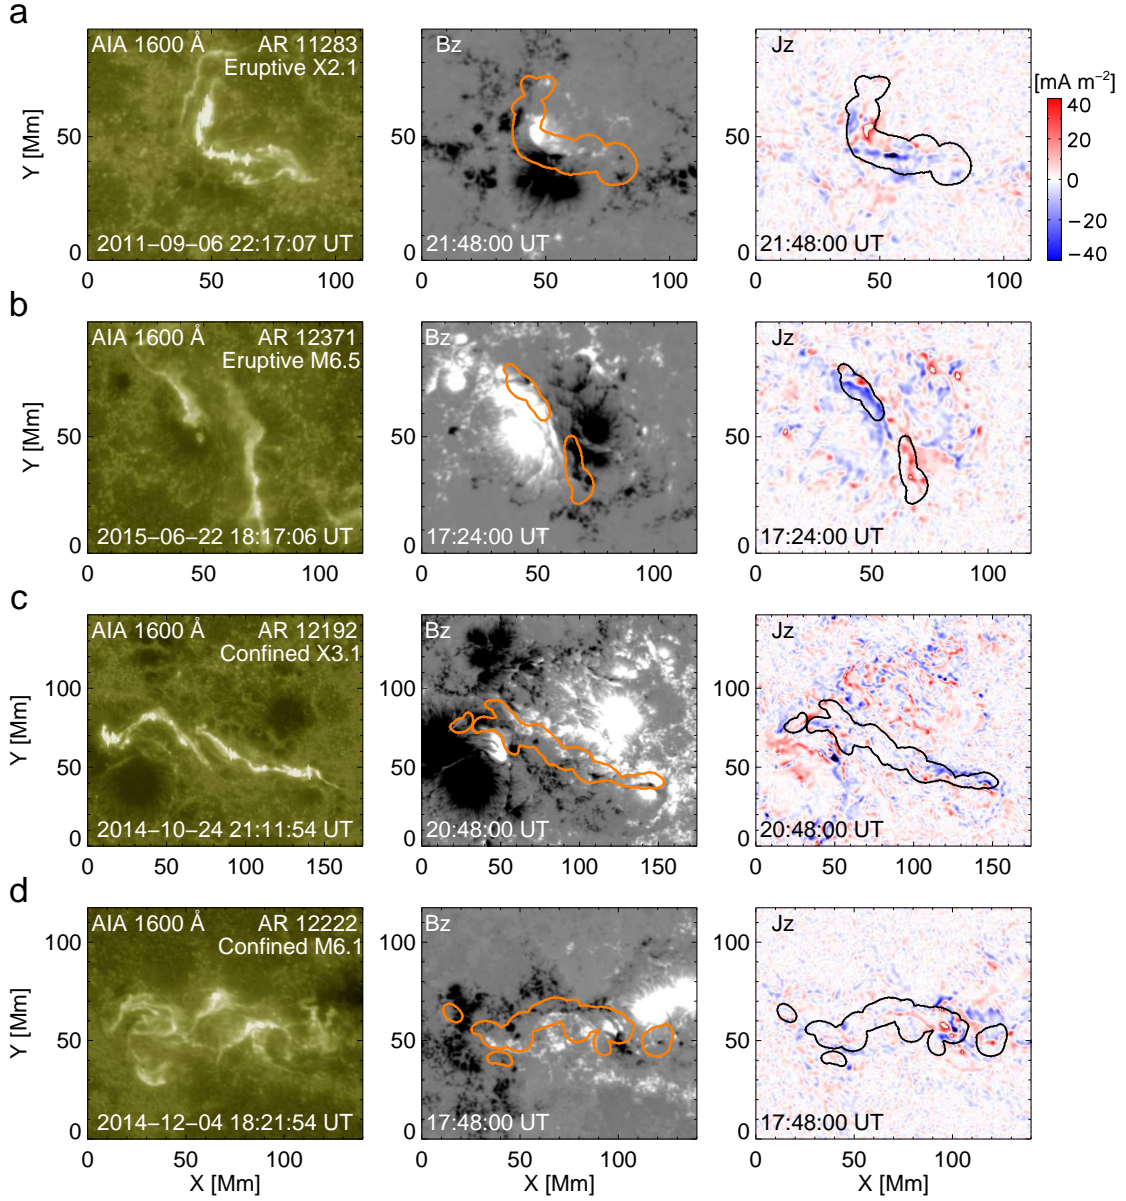 a
AIA 1600 Å AR 11283
Eruptive X2.1
2011−09−06 22:17:07 UT
Bz
21:48:00 UT
Jz
21:48:00 UT
[mA m−2]
40
20
0
−20
−40
Y [Mm]
50
0
0 50 100
0 50 100
0 50 100
b
AIA 1600 Å AR 12371
Eruptive M6.5
2015−06−22 18:17:06 UT
Bz
17:24:00 UT
Jz
17:24:00 UT
Y [Mm]
50
0
50
0
50
0
0 50 100
0 50 100
0 50 100
c
AIA 1600 Å AR 12192
Confined X3.1
2014−10−24 21:11:54 UT
Bz
20:48:00 UT
Jz
20:48:00 UT
Y [Mm]
100
50
0
100
50
0
100
50
0
0 50 100 150
0 50 100 150
0 50 100 150
d
AIA 1600 Å AR 12222
Confined M6.1
2014−12−04 18:21:54 UT
Bz
17:48:00 UT
Jz
17:48:00 UT
Y [Mm]
100
50
0
100
50
0
100
50
0
0 50 100
0 50 100
0 50 100
X [Mm]
X [Mm]
X [Mm]